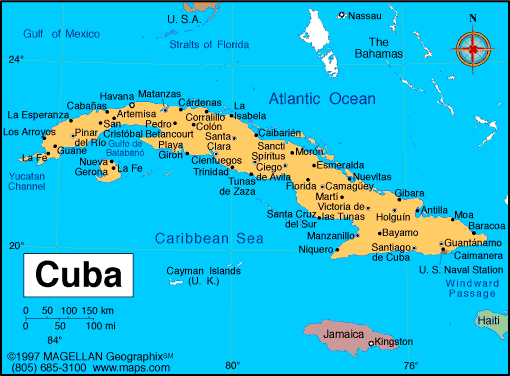 U. S. A.
Nassau
Gulf of Mexico
Straits of Florida
The
Bahamas
N
24°
Atlantic Ocean
Havana
Matanzas
Cárdenas
La
Isabela
Cabañas
Artemisa
Corralillo
La Esperanza
San
Cristóbal
Pedro
Betancourt
Colón
Caibarién
Los Arroyos
Pinar
del Río
Gulfo de
Batabanó
Santa
Clara
Playa
Girón
Sancti
Spíritus
Morón
La Fe
Guane
Nueva
Gerona
La Fe
Cienfuegos
Trinidad
Ciego
de Ávila
Esmeralda
Yucatan
Channel
Tunas
de Zaza
Nuevitas
Florida
Camagüey
Martí
Gibara
Victoria de
las Tunas
Antilla
Holguín
Moa
Baracoa
Santa Cruz
del Sur
Manzanillo
Bayamo
Guantánamo
Caribbean Sea
Niquero
Santiago
de Cuba
Caimanera
20°
U. S. Naval Station
Cayman Islands
(U. K.)
Windward
Passage
Cuba
0 50 100 150 km
0 50 100 mi
84°
Jamaica
Kingston
Haiti
©1997 MAGELLAN Geographix℠
(805) 685-3100 www.maps.com
80°
76°